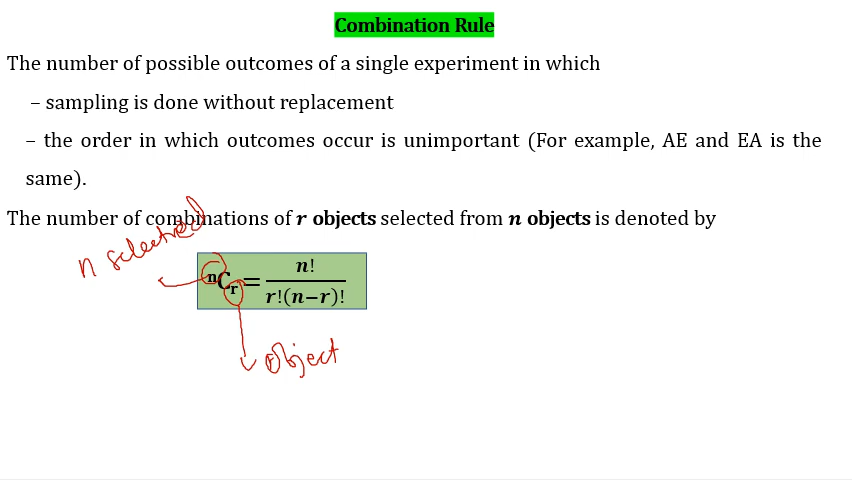 Combination Rule
The number of possible outcomes of a single experiment in which
– sampling is done without replacement
– the order in which outcomes occur is unimportant (For example, AE and EA is the
same).
The number of combinations of r objects selected from n objects is denoted by
n selected
ⁿCᵣ = n! / r!(n−r)!
object